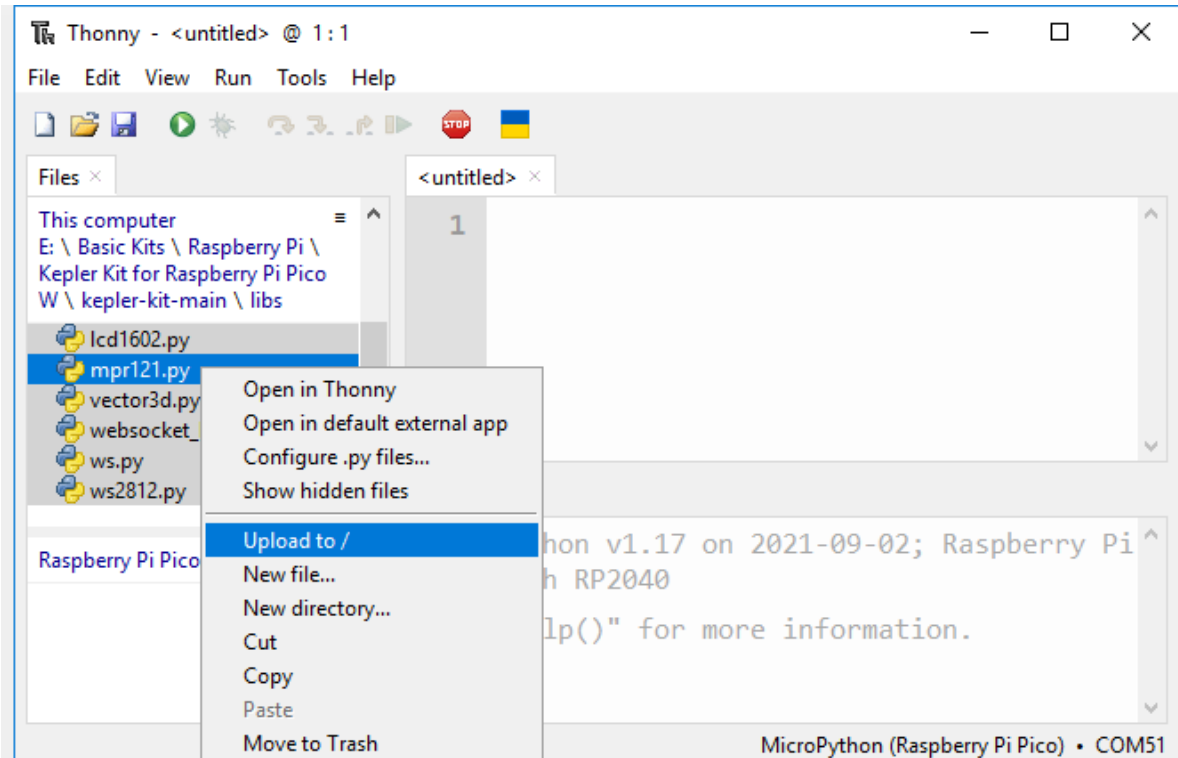 Thonny - <untitled> @ 1:1
File Edit View Run Tools Help
STOP
Files
<untitled>
This computer
E: \ Basic Kits \ Raspberry Pi \
Kepler Kit for Raspberry Pi Pico
W \ kepler-kit-main \ libs
1
lcd1602.py
mpr121.py
vector3d.py
websocket_
ws.py
ws2812.py
Open in Thonny
Open in default external app
Configure .py files...
Show hidden files
Upload to /
New file...
New directory...
Cut
Copy
Paste
Move to Trash
Raspberry Pi Pico
hon v1.17 on 2021-09-02; Raspberry Pi
h RP2040
lp()" for more information.
MicroPython (Raspberry Pi Pico) • COM51